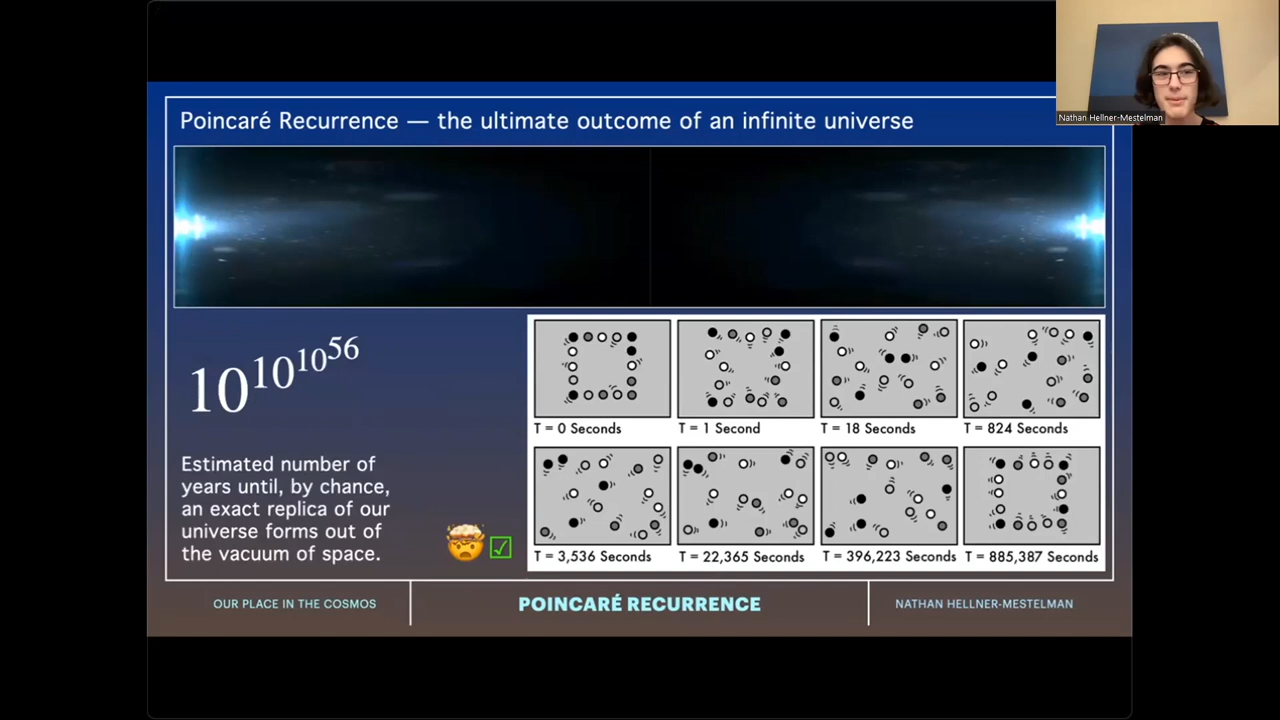 Nathan Hellner-Mestelman
Poincaré Recurrence — the ultimate outcome of an infinite universe
10^10^10^56
Estimated number of
years until, by chance,
an exact replica of our
universe forms out of
the vacuum of space.
T = 0 Seconds
T = 1 Second
T = 18 Seconds
T = 824 Seconds
T = 3,536 Seconds
T = 22,365 Seconds
T = 396,223 Seconds
T = 885,387 Seconds
OUR PLACE IN THE COSMOS
POINCARÉ RECURRENCE
NATHAN HELLNER-MESTELMAN